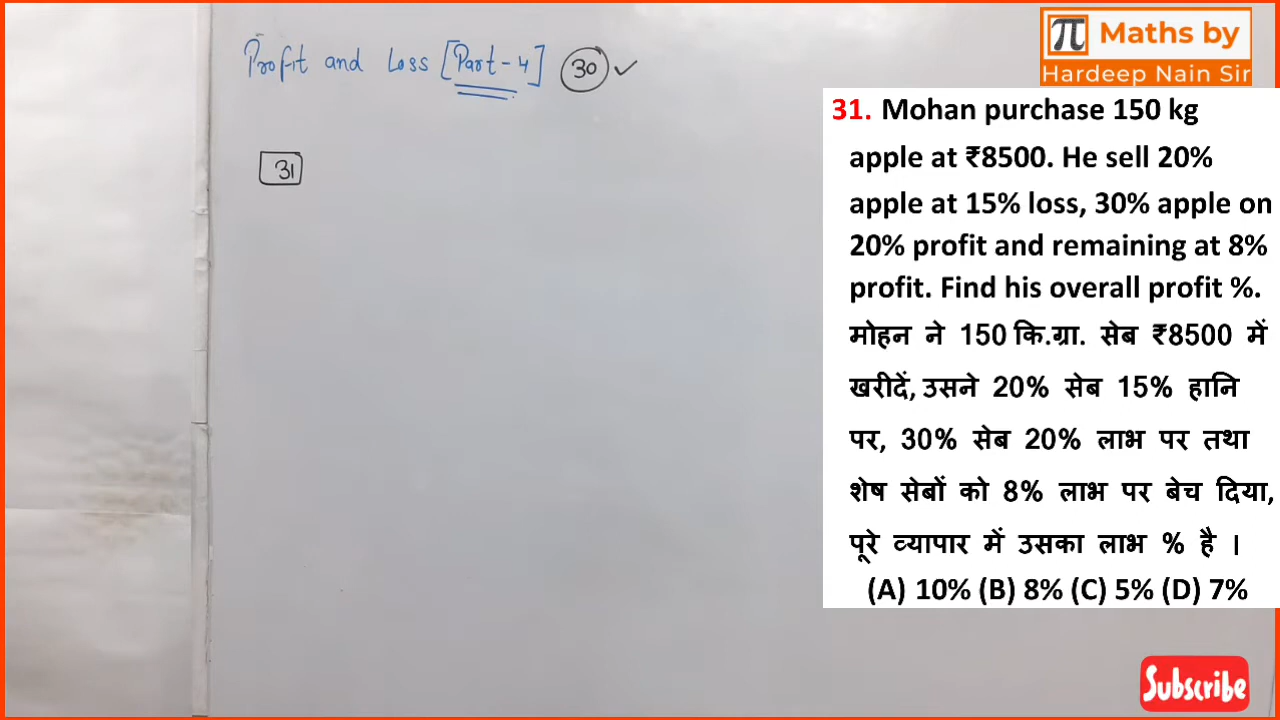 Profit and Loss [Part-4] 30 ✓
31
π Maths by
Hardeep Nain Sir
31. Mohan purchase 150 kg
apple at ₹8500. He sell 20%
apple at 15% loss, 30% apple on
20% profit and remaining at 8%
profit. Find his overall profit %.
मोहन ने 150 कि.ग्रा. सेब ₹8500 में
खरीदें, उसने 20% सेब 15% हानि
पर, 30% सेब 20% लाभ पर तथा
शेष सेबों को 8% लाभ पर बेच दिया,
पूरे व्यापार में उसका लाभ % है ।
(A) 10% (B) 8% (C) 5% (D) 7%
Subscribe